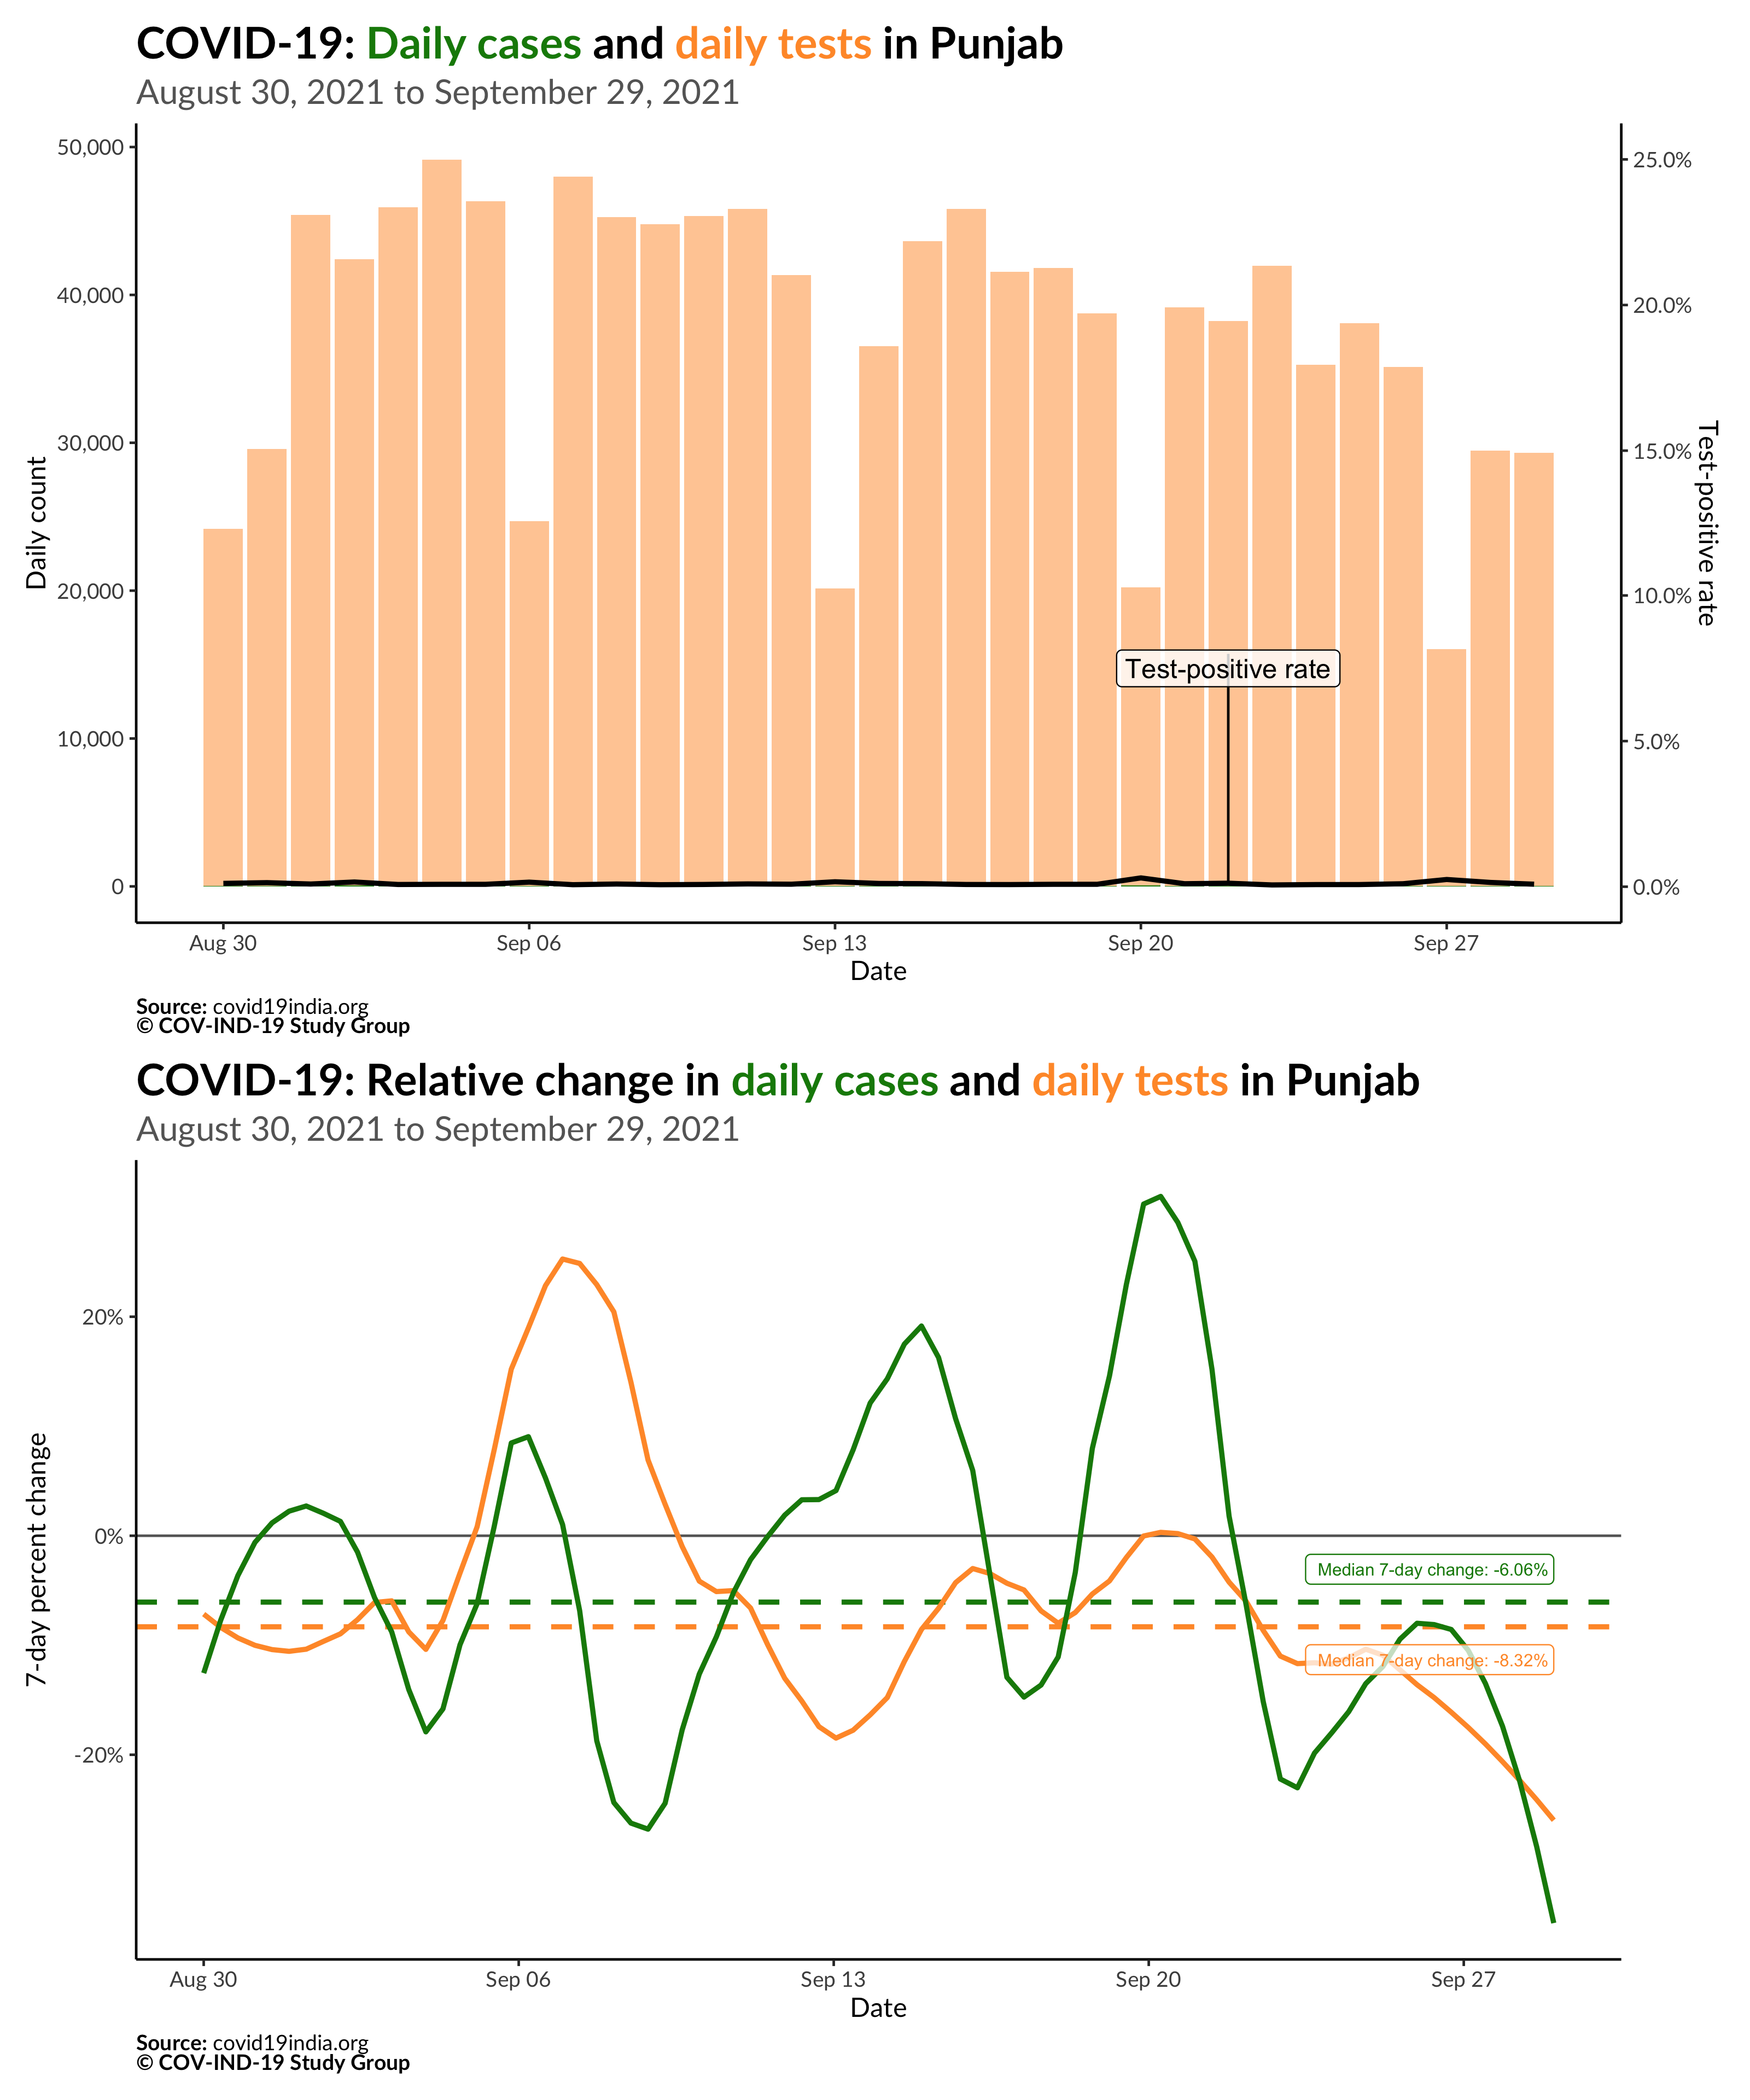 COVID-19: Daily cases and daily tests in Punjab
August 30, 2021 to September 29, 2021
50,000
40,000
30,000
20,000
10,000
0
Daily count
25.0%
20.0%
15.0%
10.0%
5.0%
0.0%
Test-positive rate
Test-positive rate
Aug 30 Sep 06 Sep 13 Sep 20 Sep 27
Date
Source: covid19india.org
© COV-IND-19 Study Group
COVID-19: Relative change in daily cases and daily tests in Punjab
August 30, 2021 to September 29, 2021
20%
0%
-20%
7-day percent change
Median 7-day change: -6.06%
Median 7-day change: -8.32%
Aug 30 Sep 06 Sep 13 Sep 20 Sep 27
Date
Source: covid19india.org
© COV-IND-19 Study Group